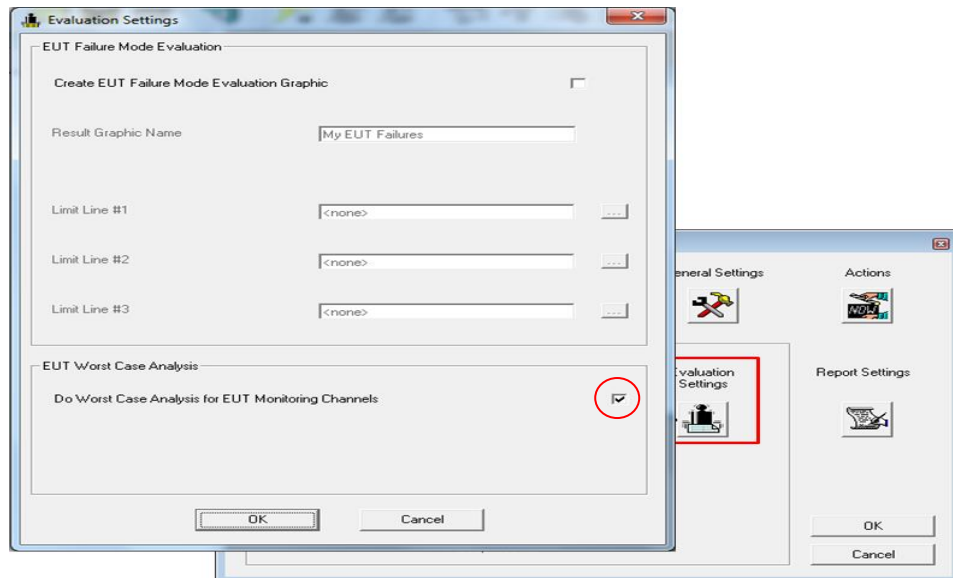 Evaluation Settings
EUT Failure Mode Evaluation
Create EUT Failure Mode Evaluation Graphic
Result Graphic Name
My EUT Failures
Limit Line #1
<none>
...
Limit Line #2
<none>
...
Limit Line #3
<none>
...
EUT Worst Case Analysis
Do Worst Case Analysis for EUT Monitoring Channels
OK
Cancel
eneral Settings
Actions
NOW
valuation
Settings
Report Settings
OK
Cancel